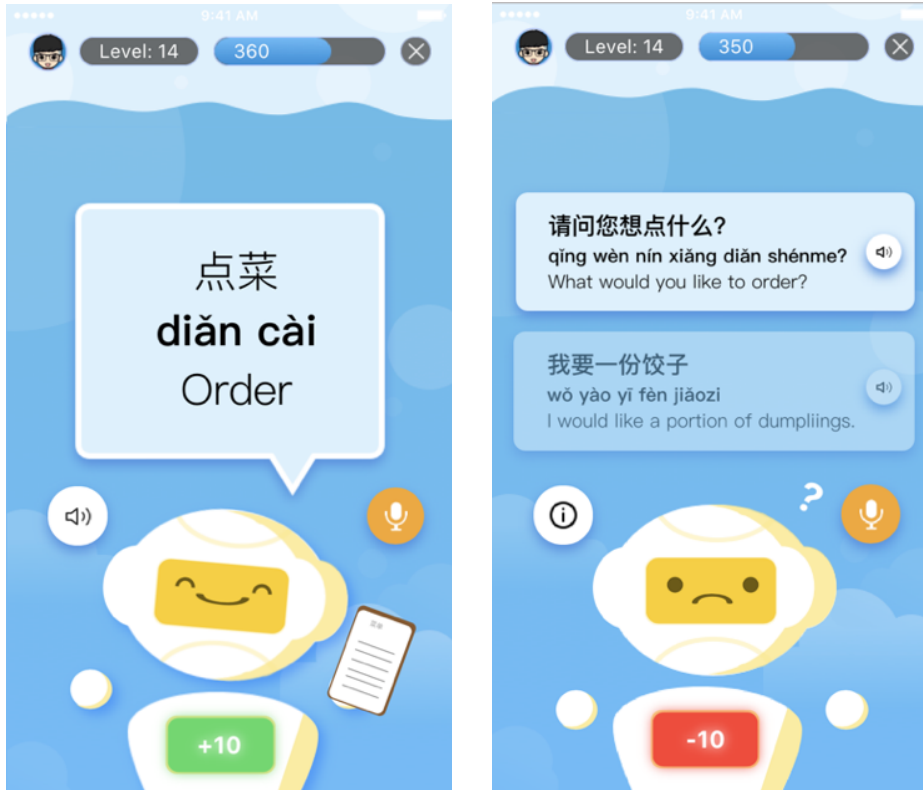 9:41 AM
Level: 14
360
点菜
diǎn cài
Order
菜单
+10
9:41 AM
Level: 14
350
请问您想点什么?
qǐng wèn nín xiǎng diǎn shénme?
What would you like to order?
我要一份饺子
wǒ yào yī fèn jiǎozi
I would like a portion of dumpliings.
?
-10